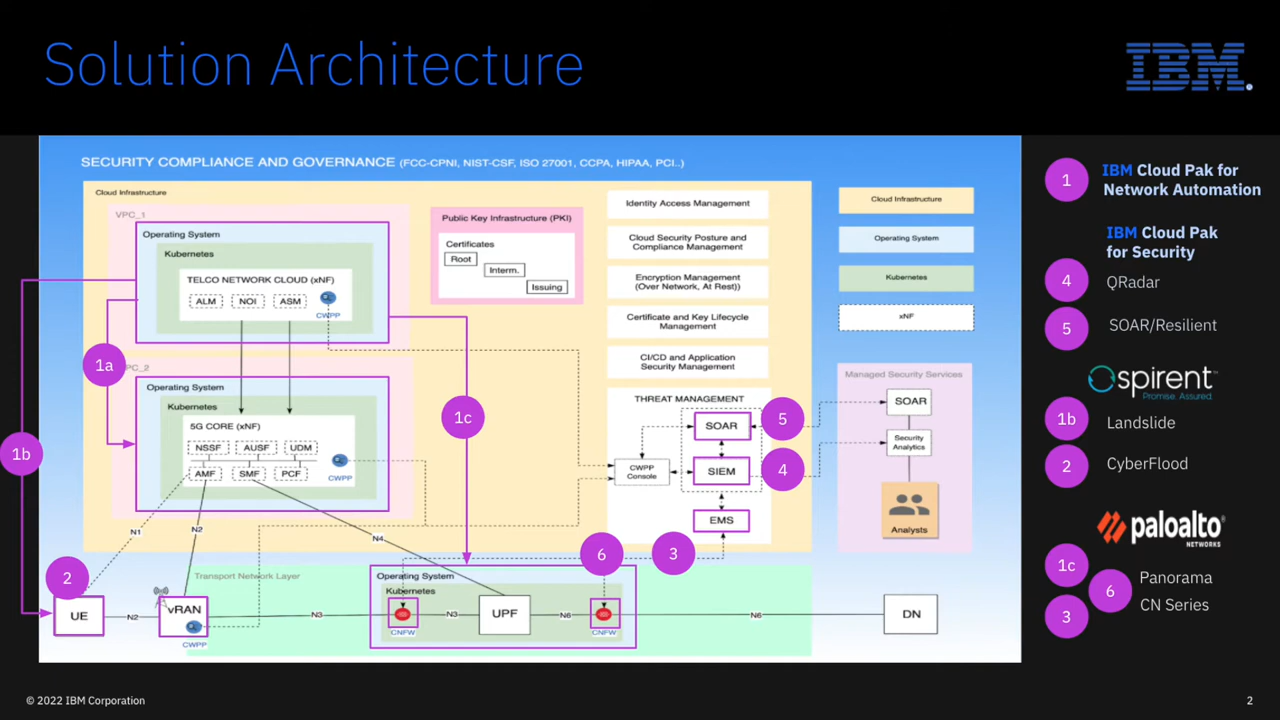 Solution Architecture
IBM
SECURITY COMPLIANCE AND GOVERNANCE (FCC-CPNI, NIST-CSF, ISO 27001, CCPA, HIPAA, PCI..)
Cloud Infrastructure
VPC_1
Operating System
Kubernetes
TELCO NETWORK CLOUD (xNF)
ALM NOI ASM
CWPP
Public Key Infrastructure (PKI)
Certificates
Root
Interm.
Issuing
Identity Access Management
Cloud Security Posture and
Compliance Management
Encryption Management
(Over Network, At Rest))
Certificate and Key Lifecycle
Management
CI/CD and Application
Security Management
Cloud Infrastructure
Operating System
Kubernetes
xNF
1a
1b
1c
PC_2
Operating System
Kubernetes
5G CORE (xNF)
NSSF AUSF UDM
AMF SMF PCF
CWPP
THREAT MANAGEMENT
SOAR
5
CWPP
Console
SIEM
4
EMS
Managed Security Services
SOAR
Security
Analytics
Analysts
N1
N2
N4
6
3
2
Transport Network Layer
Operating System
Kubernetes
UE
N2
vRAN
CWPP
N3
CNFW
N3
UPF
N6
CNFW
N6
DN
1
IBM Cloud Pak for
Network Automation
IBM Cloud Pak
for Security
4
QRadar
5
SOAR/Resilient
spirent
Promise. Assured.
1b
Landslide
2
CyberFlood
paloalto
NETWORKS
1c
6
3
Panorama
CN Series
© 2022 IBM Corporation
2